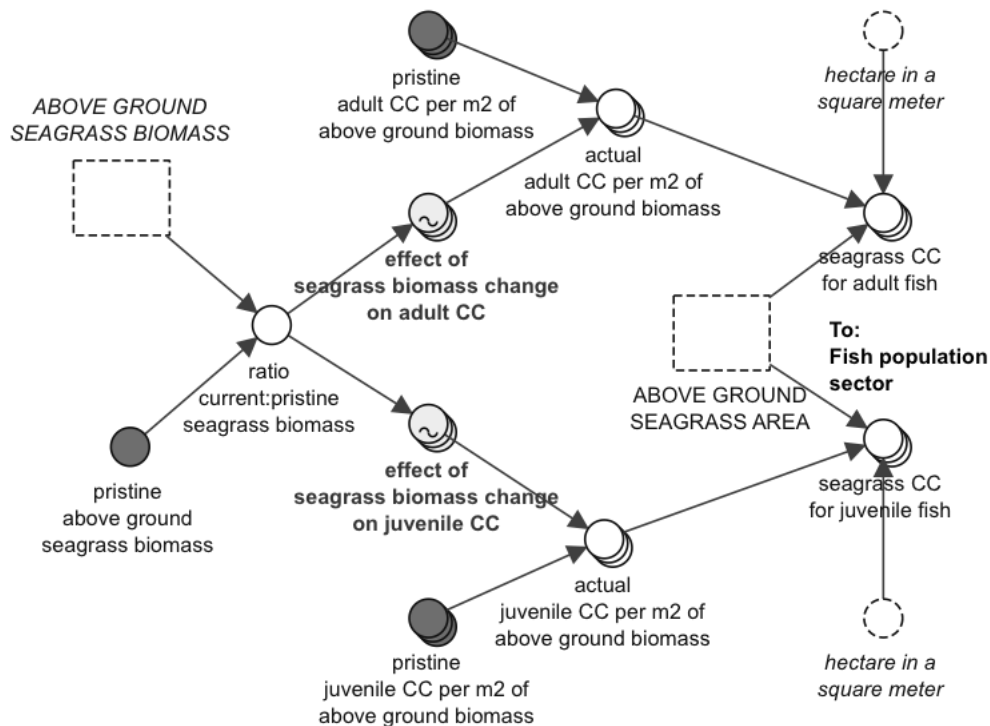 pristine
adult CC per m2 of
above ground biomass
hectare in a
square meter
ABOVE GROUND
SEAGRASS BIOMASS
actual
adult CC per m2 of
above ground biomass
effect of
seagrass biomass change
on adult CC
seagrass CC
for adult fish
To:
Fish population
sector
ratio
current:pristine
seagrass biomass
ABOVE GROUND
SEAGRASS AREA
pristine
above ground
seagrass biomass
effect of
seagrass biomass change
on juvenile CC
seagrass CC
for juvenile fish
actual
juvenile CC per m2 of
above ground biomass
pristine
juvenile CC per m2 of
above ground biomass
hectare in a
square meter